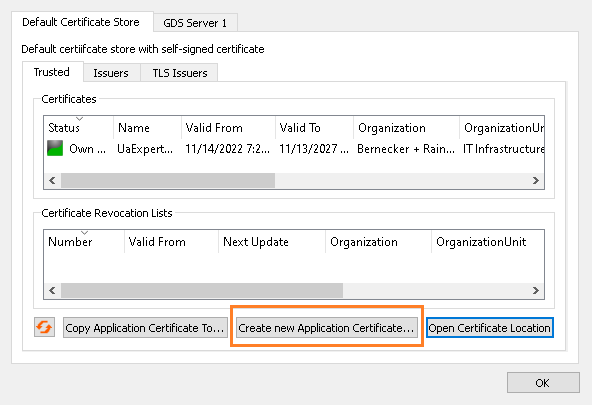 Default Certificate Store
GDS Server 1
Default certiifcate store with self-signed certificate
Trusted
Issuers
TLS Issuers
Certificates
Status Name Valid From Valid To Organization OrganizationUn
Own ... UaExpert... 11/14/2022 7:2... 11/13/2027 ... Bernecker + Rain... IT Infrastructure
Certificate Revocation Lists
Number Valid From Next Update Organization OrganizationUnit
Copy Application Certificate To... Create new Application Certificate... Open Certificate Location
OK